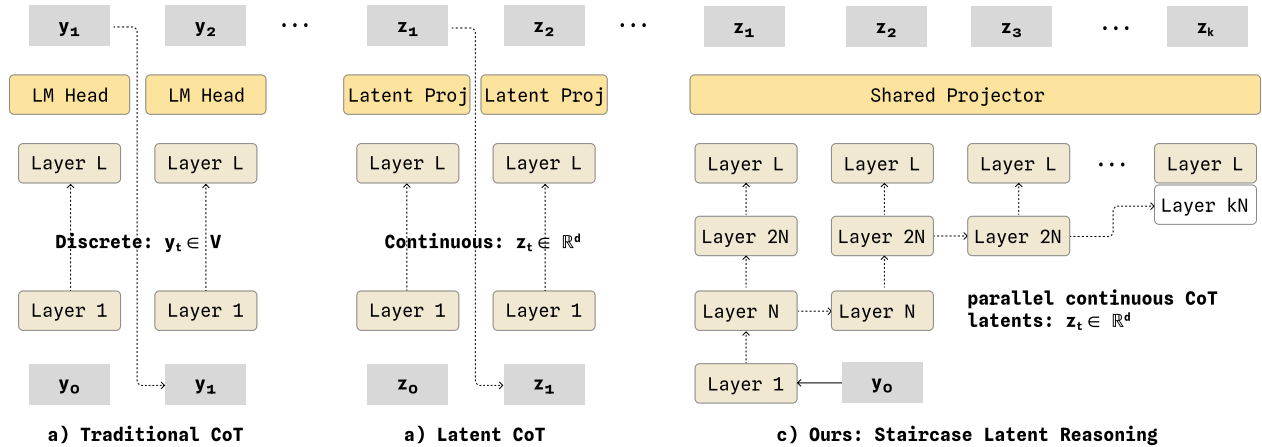 y₁ y₂ ...
LM Head LM Head
Layer L Layer L
Discrete: yₜ ∈ V
Layer 1 Layer 1
y₀ y₁
a) Traditional CoT
z₁ z₂ ...
Latent Proj Latent Proj
Layer L Layer L
Continuous: zₜ ∈ ℝᵈ
Layer 1 Layer 1
z₀ z₁
a) Latent CoT
z₁ z₂ z₃ ... zₖ
Shared Projector
Layer L Layer L Layer L ... Layer L
Layer kN
Layer 2N Layer 2N Layer 2N
Layer N Layer N
parallel continuous CoT
latents: zₜ ∈ ℝᵈ
Layer 1 y₀
c) Ours: Staircase Latent Reasoning